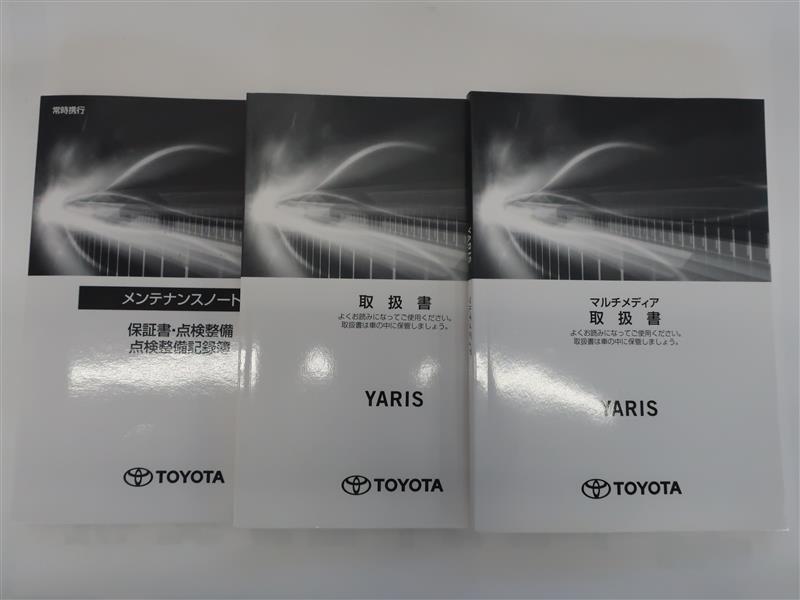 常時携行
メンテナンスノート
保証書・点検整備
点検整備記録簿
TOYOTA
取扱書
よくお読みになってご使用ください。
取扱書は車の中に保管しましょう。
YARIS
TOYOTA
マルチメディア
取扱書
よくお読みになってご使用ください。
取扱書は車の中に保管しましょう。
YARIS
TOYOTA
YARIS